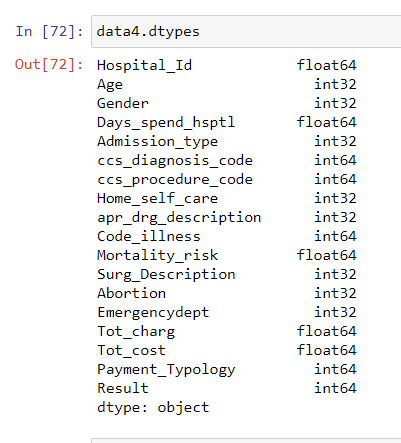 In [72]: data4.dtypes
Out[72]: Hospital_Id float64
Age int32
Gender int32
Days_spend_hsptl float64
Admission_type int32
ccs_diagnosis_code int64
ccs_procedure_code int64
Home_self_care int32
apr_drg_description int32
Code_illness int64
Mortality_risk float64
Surg_Description int32
Abortion int32
Emergencydept int32
Tot_charg float64
Tot_cost float64
Payment_Typology int64
Result int64
dtype: object